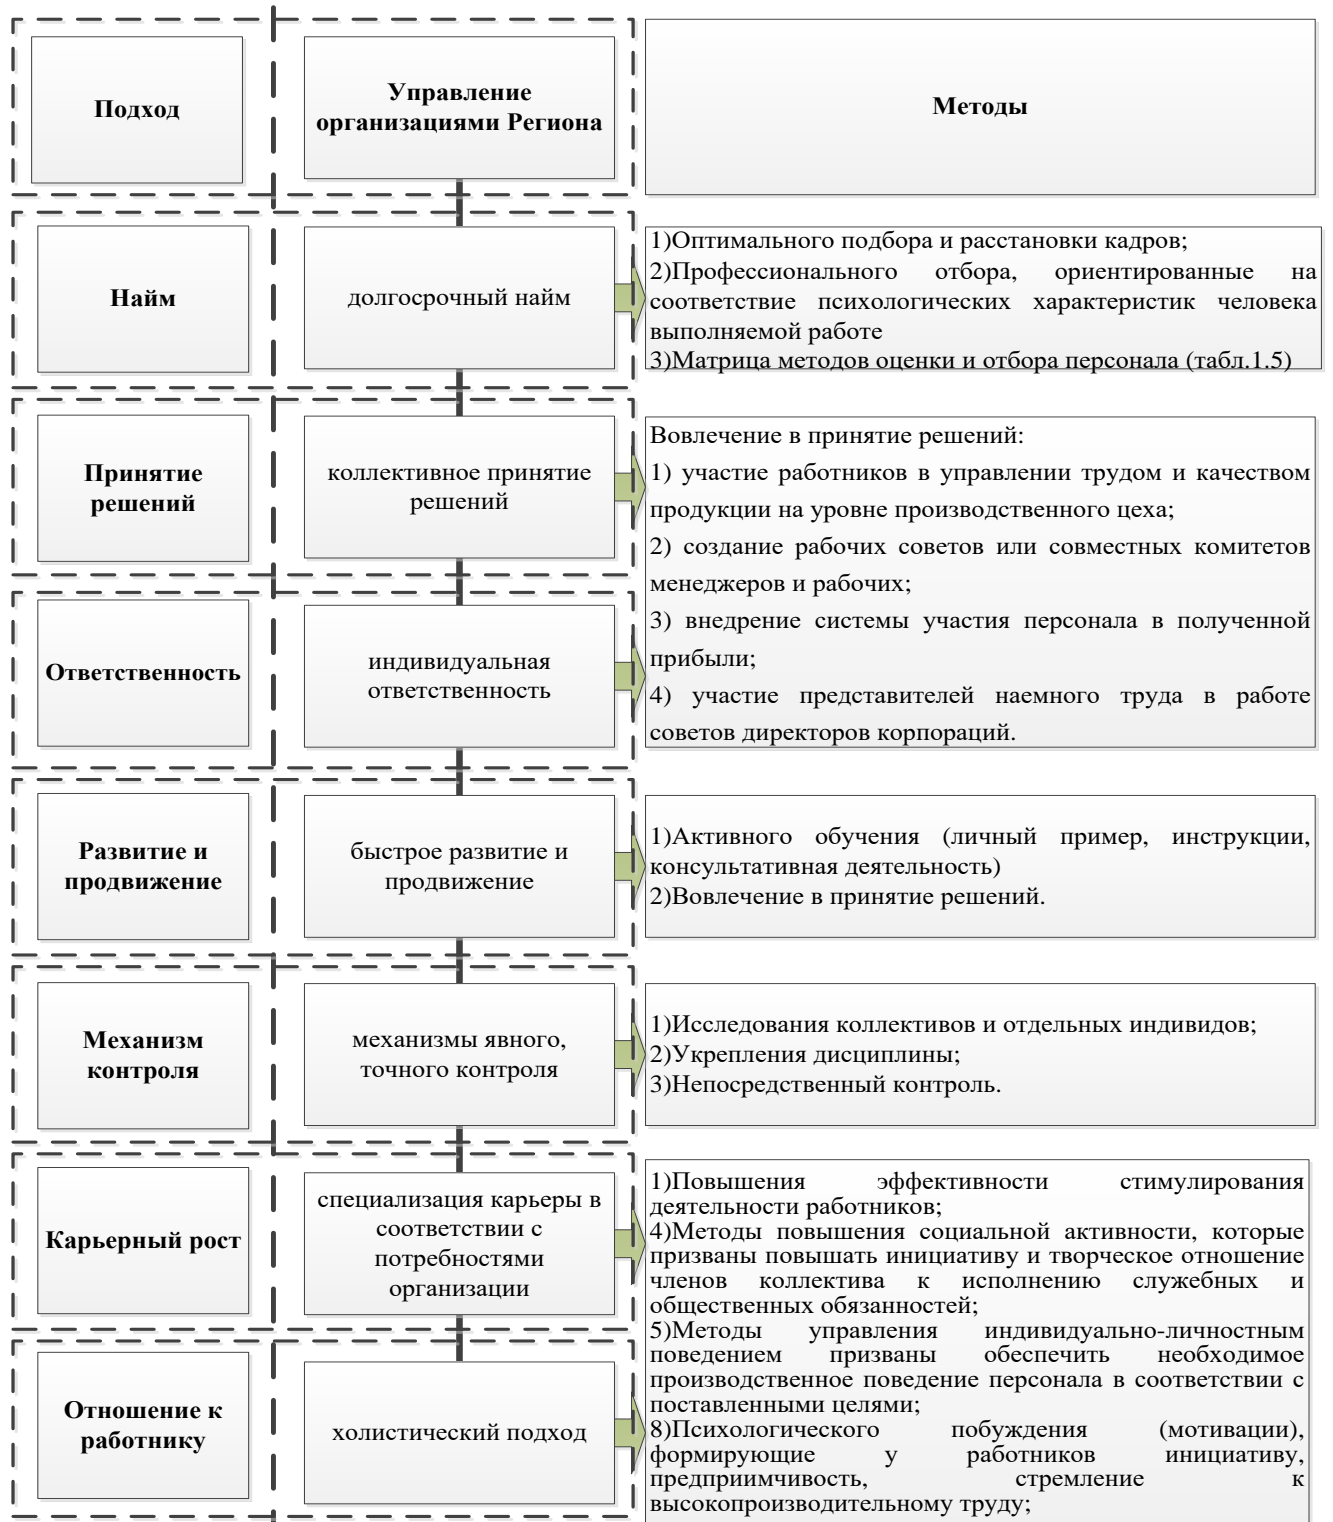 Подход
Управление
организациями Региона
Методы
Найм
долгосрочный найм
1)Оптимального подбора и расстановки кадров;
2)Профессионального отбора, ориентированные на
соответствие психологических характеристик человека
выполняемой работе
3)Матрица методов оценки и отбора персонала (табл.1.5)
Принятие
решений
коллективное принятие
решений
Вовлечение в принятие решений:
1) участие работников в управлении трудом и качеством
продукции на уровне производственного цеха;
2) создание рабочих советов или совместных комитетов
менеджеров и рабочих;
3) внедрение системы участия персонала в полученной
прибыли;
4) участие представителей наемного труда в работе
советов директоров корпораций.
Ответственность
индивидуальная
ответственность
Развитие и
продвижение
быстрое развитие и
продвижение
1)Активного обучения (личный пример, инструкции,
консультативная деятельность)
2)Вовлечение в принятие решений.
Механизм
контроля
механизмы явного,
точного контроля
1)Исследования коллективов и отдельных индивидов;
2)Укрепления дисциплины;
3)Непосредственный контроль.
Карьерный рост
специализация карьеры в
соответствии с
потребностями
организации
1)Повышения эффективности стимулирования
деятельности работников;
4)Методы повышения социальной активности, которые
призваны повышать инициативу и творческое отношение
членов коллектива к исполнению служебных и
общественных обязанностей;
5)Методы управления индивидуально-личностным
поведением призваны обеспечить необходимое
производственное поведение персонала в соответствии с
поставленными целями;
8)Психологического побуждения (мотивации),
формирующие у работников инициативу,
предприимчивость, стремление к
высокопроизводительному труду;
Отношение к
работнику
холистический подход